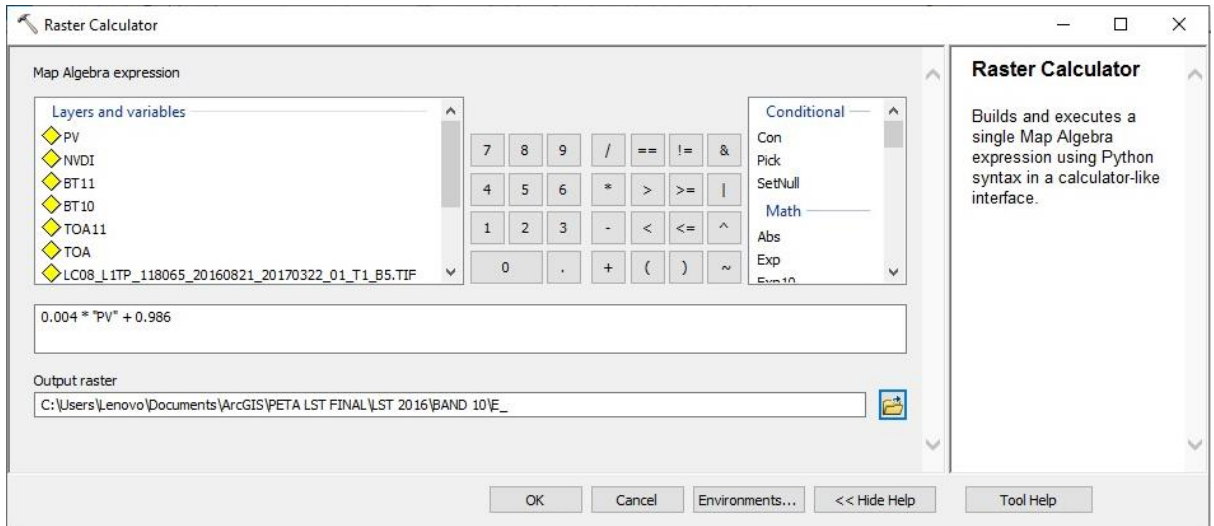 Raster Calculator
Map Algebra expression
Layers and variables
PV
NVDI
BT11
BT10
TOA11
TOA
LC08_L1TP_118065_20160821_20170322_01_T1_B5.TIF
7 8 9 / == != &
4 5 6 * > >= |
1 2 3 - < <= ^
0 . + ( ) ~
Conditional
Con
Pick
SetNull
Math
Abs
Exp
Exp10
0.004 * "PV" + 0.986
Output raster
C:\Users\Lenovo\Documents\ArcGIS\PETA LST FINAL\LST 2016\BAND 10\E_
OK Cancel Environments... << Hide Help Tool Help
Raster Calculator
Builds and executes a
single Map Algebra
expression using Python
syntax in a calculator-like
interface.